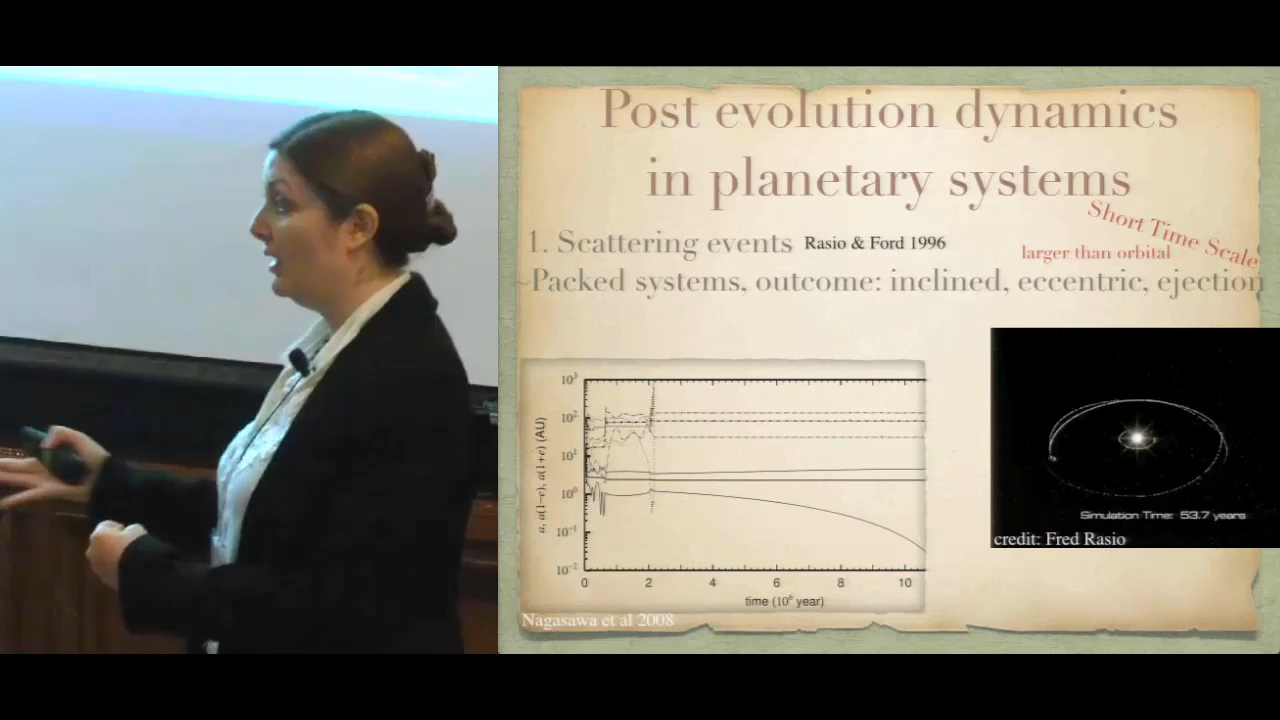 Post evolution dynamics
in planetary systems
Short Time Scale
1. Scattering events Rasio & Ford 1996
larger than orbital
~Packed systems, outcome: inclined, eccentric, ejection
a, a(1−e), a(1+e) (AU)
10³
10²
10¹
10⁰
10⁻¹
10⁻²
0 2 4 6 8 10
time (10⁶ year)
Nagasawa et al 2008
Simulation Time: 53.7 years
credit: Fred Rasio